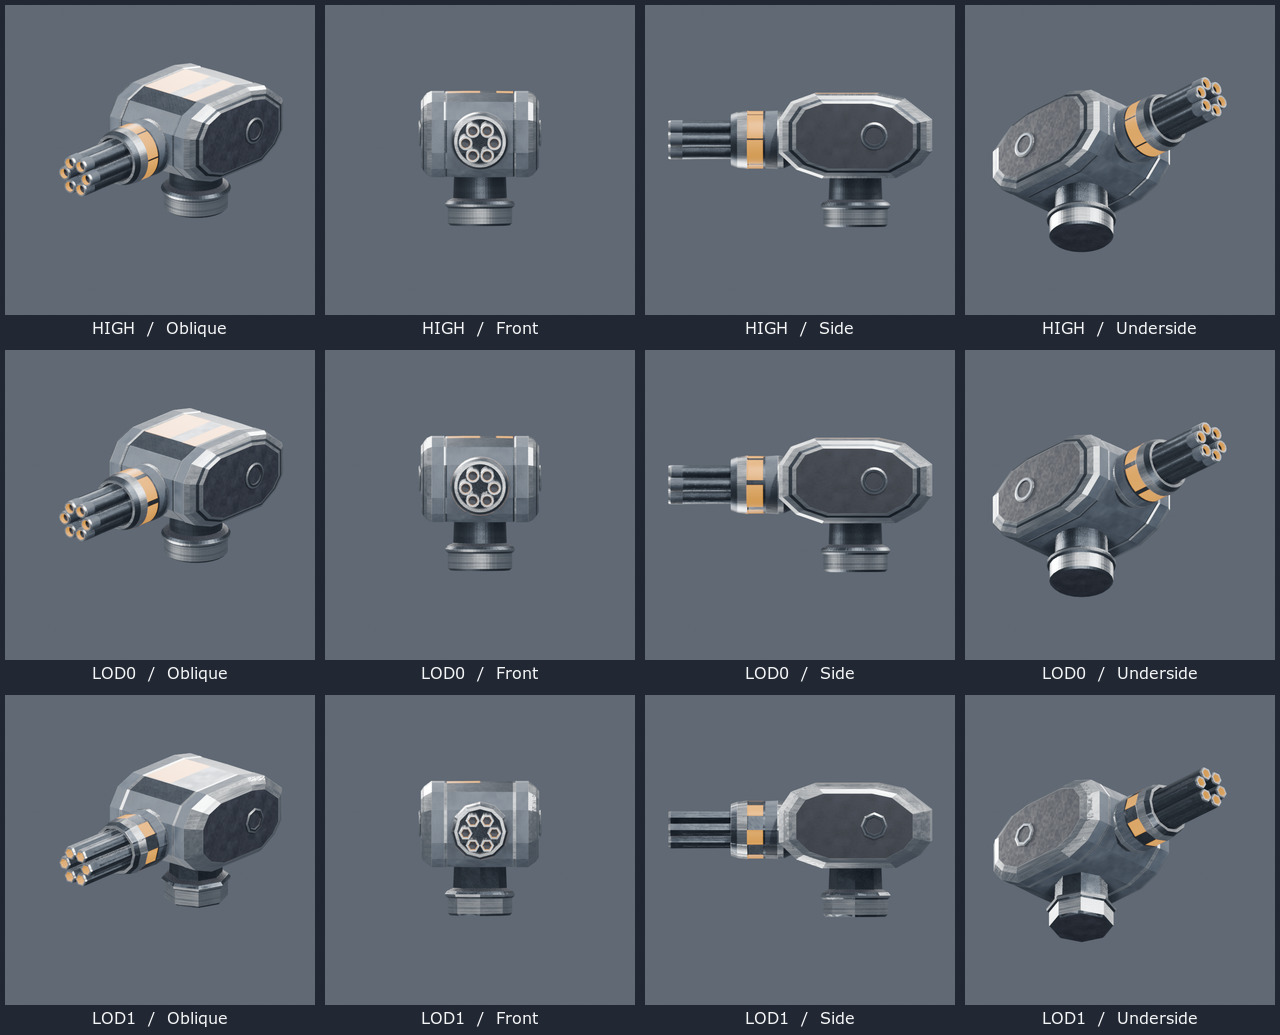 HIGH / Oblique
HIGH / Front
HIGH / Side
HIGH / Underside
LOD0 / Oblique
LOD0 / Front
LOD0 / Side
LOD0 / Underside
LOD1 / Oblique
LOD1 / Front
LOD1 / Side
LOD1 / Underside